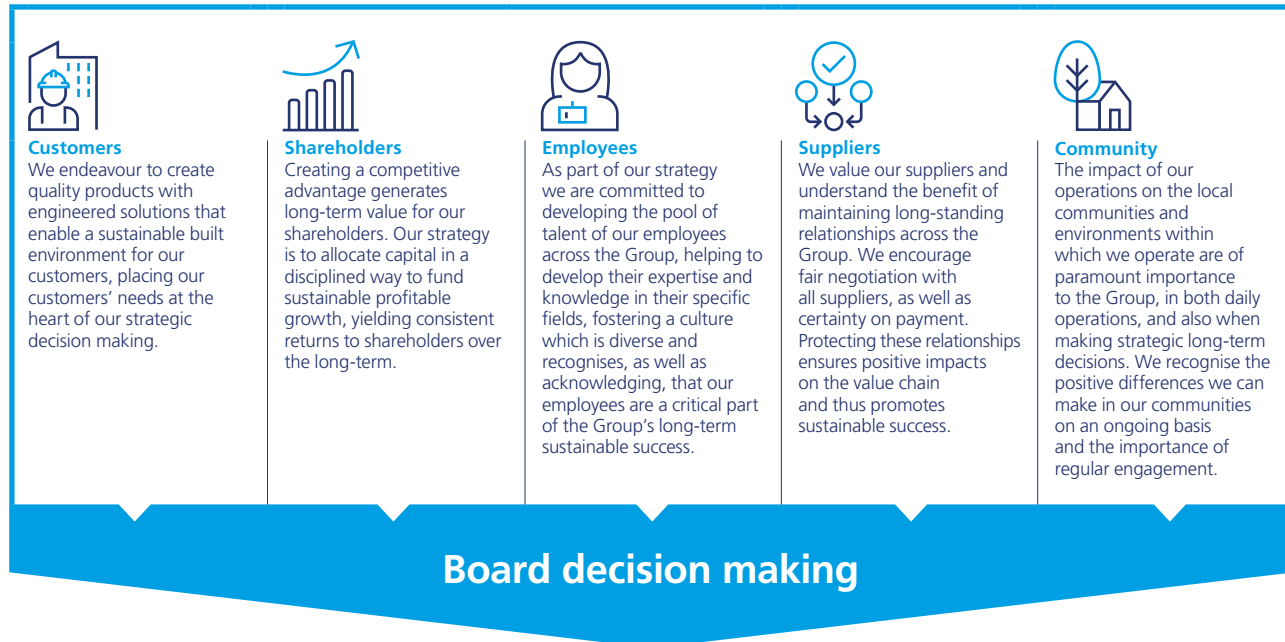 Customers
We endeavour to create
quality products with
engineered solutions that
enable a sustainable built
environment for our
customers, placing our
customers’ needs at the
heart of our strategic
decision making.
Shareholders
Creating a competitive
advantage generates
long-term value for our
shareholders. Our strategy
is to allocate capital in a
disciplined way to fund
sustainable profitable
growth, yielding consistent
returns to shareholders over
the long-term.
Employees
As part of our strategy
we are committed to
developing the pool of
talent of our employees
across the Group, helping to
develop their expertise and
knowledge in their specific
fields, fostering a culture
which is diverse and
recognises, as well as
acknowledging, that our
employees are a critical part
of the Group’s long-term
sustainable success.
Suppliers
We value our suppliers and
understand the benefit of
maintaining long-standing
relationships across the
Group. We encourage
fair negotiation with
all suppliers, as well as
certainty on payment.
Protecting these relationships
ensures positive impacts
on the value chain
and thus promotes
sustainable success.
Community
The impact of our
operations on the local
communities and
environments within
which we operate are of
paramount importance
to the Group, in both daily
operations, and also when
making strategic long-term
decisions. We recognise the
positive differences we can
make in our communities
on an ongoing basis
and the importance of
regular engagement.
Board decision making